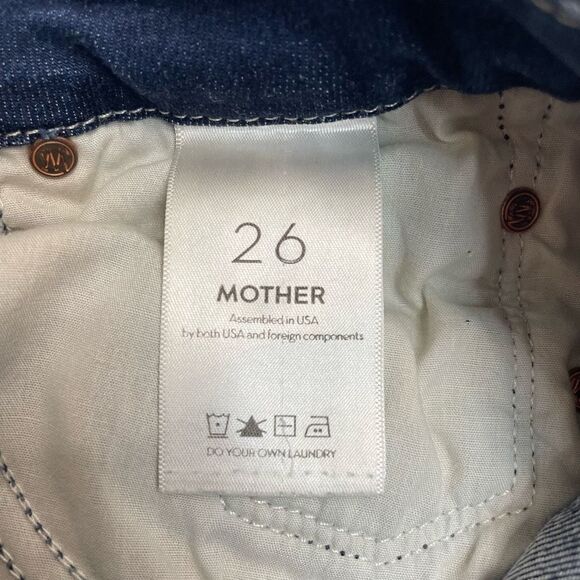 26
MOTHER
Assembled in USA
by both USA and foreign components
DO YOUR OWN LAUNDRY